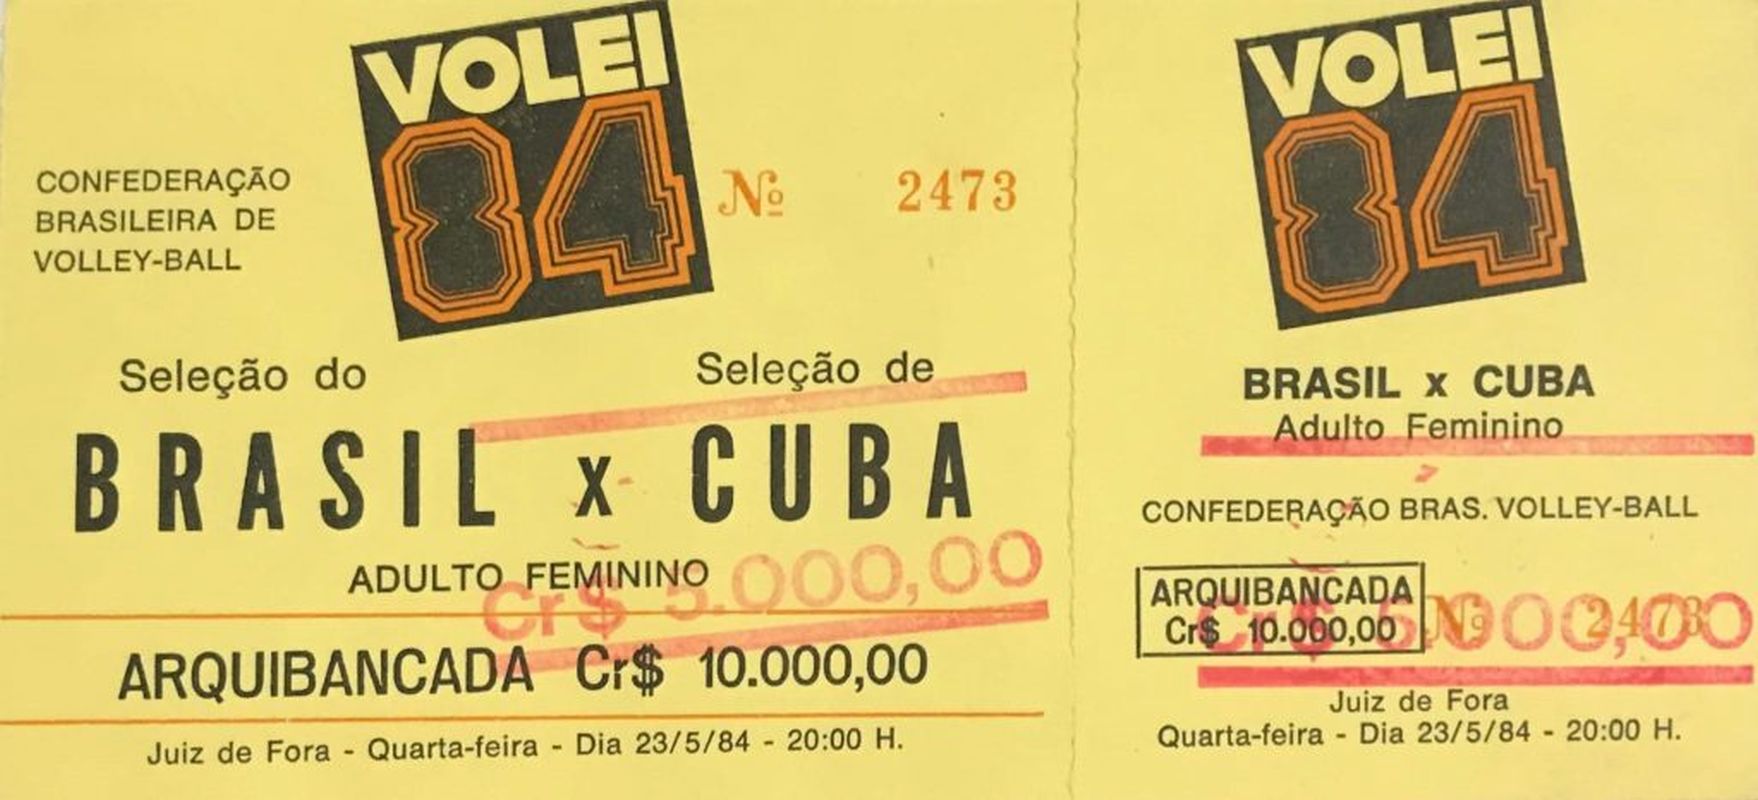 VOLEI
84
CONFEDERAÇÃO
BRASILEIRA DE
VOLLEY-BALL
Nº 2473
Seleção do Seleção de
BRASIL x CUBA
ADULTO FEMININO
Cr$ 5.000,00
ARQUIBANCADA Cr$ 10.000,00
Juiz de Fora - Quarta-feira - Dia 23/5/84 - 20:00 H.
VOLEI
84
BRASIL x CUBA
Adulto Feminino
CONFEDERAÇÃO BRAS. VOLLEY-BALL
ARQUIBANCADA
Cr$ 10.000,00
Nº 2473
Cr$ 5.000,00
Juiz de Fora
Quarta-feira - Dia 23/5/84 - 20:00 H.